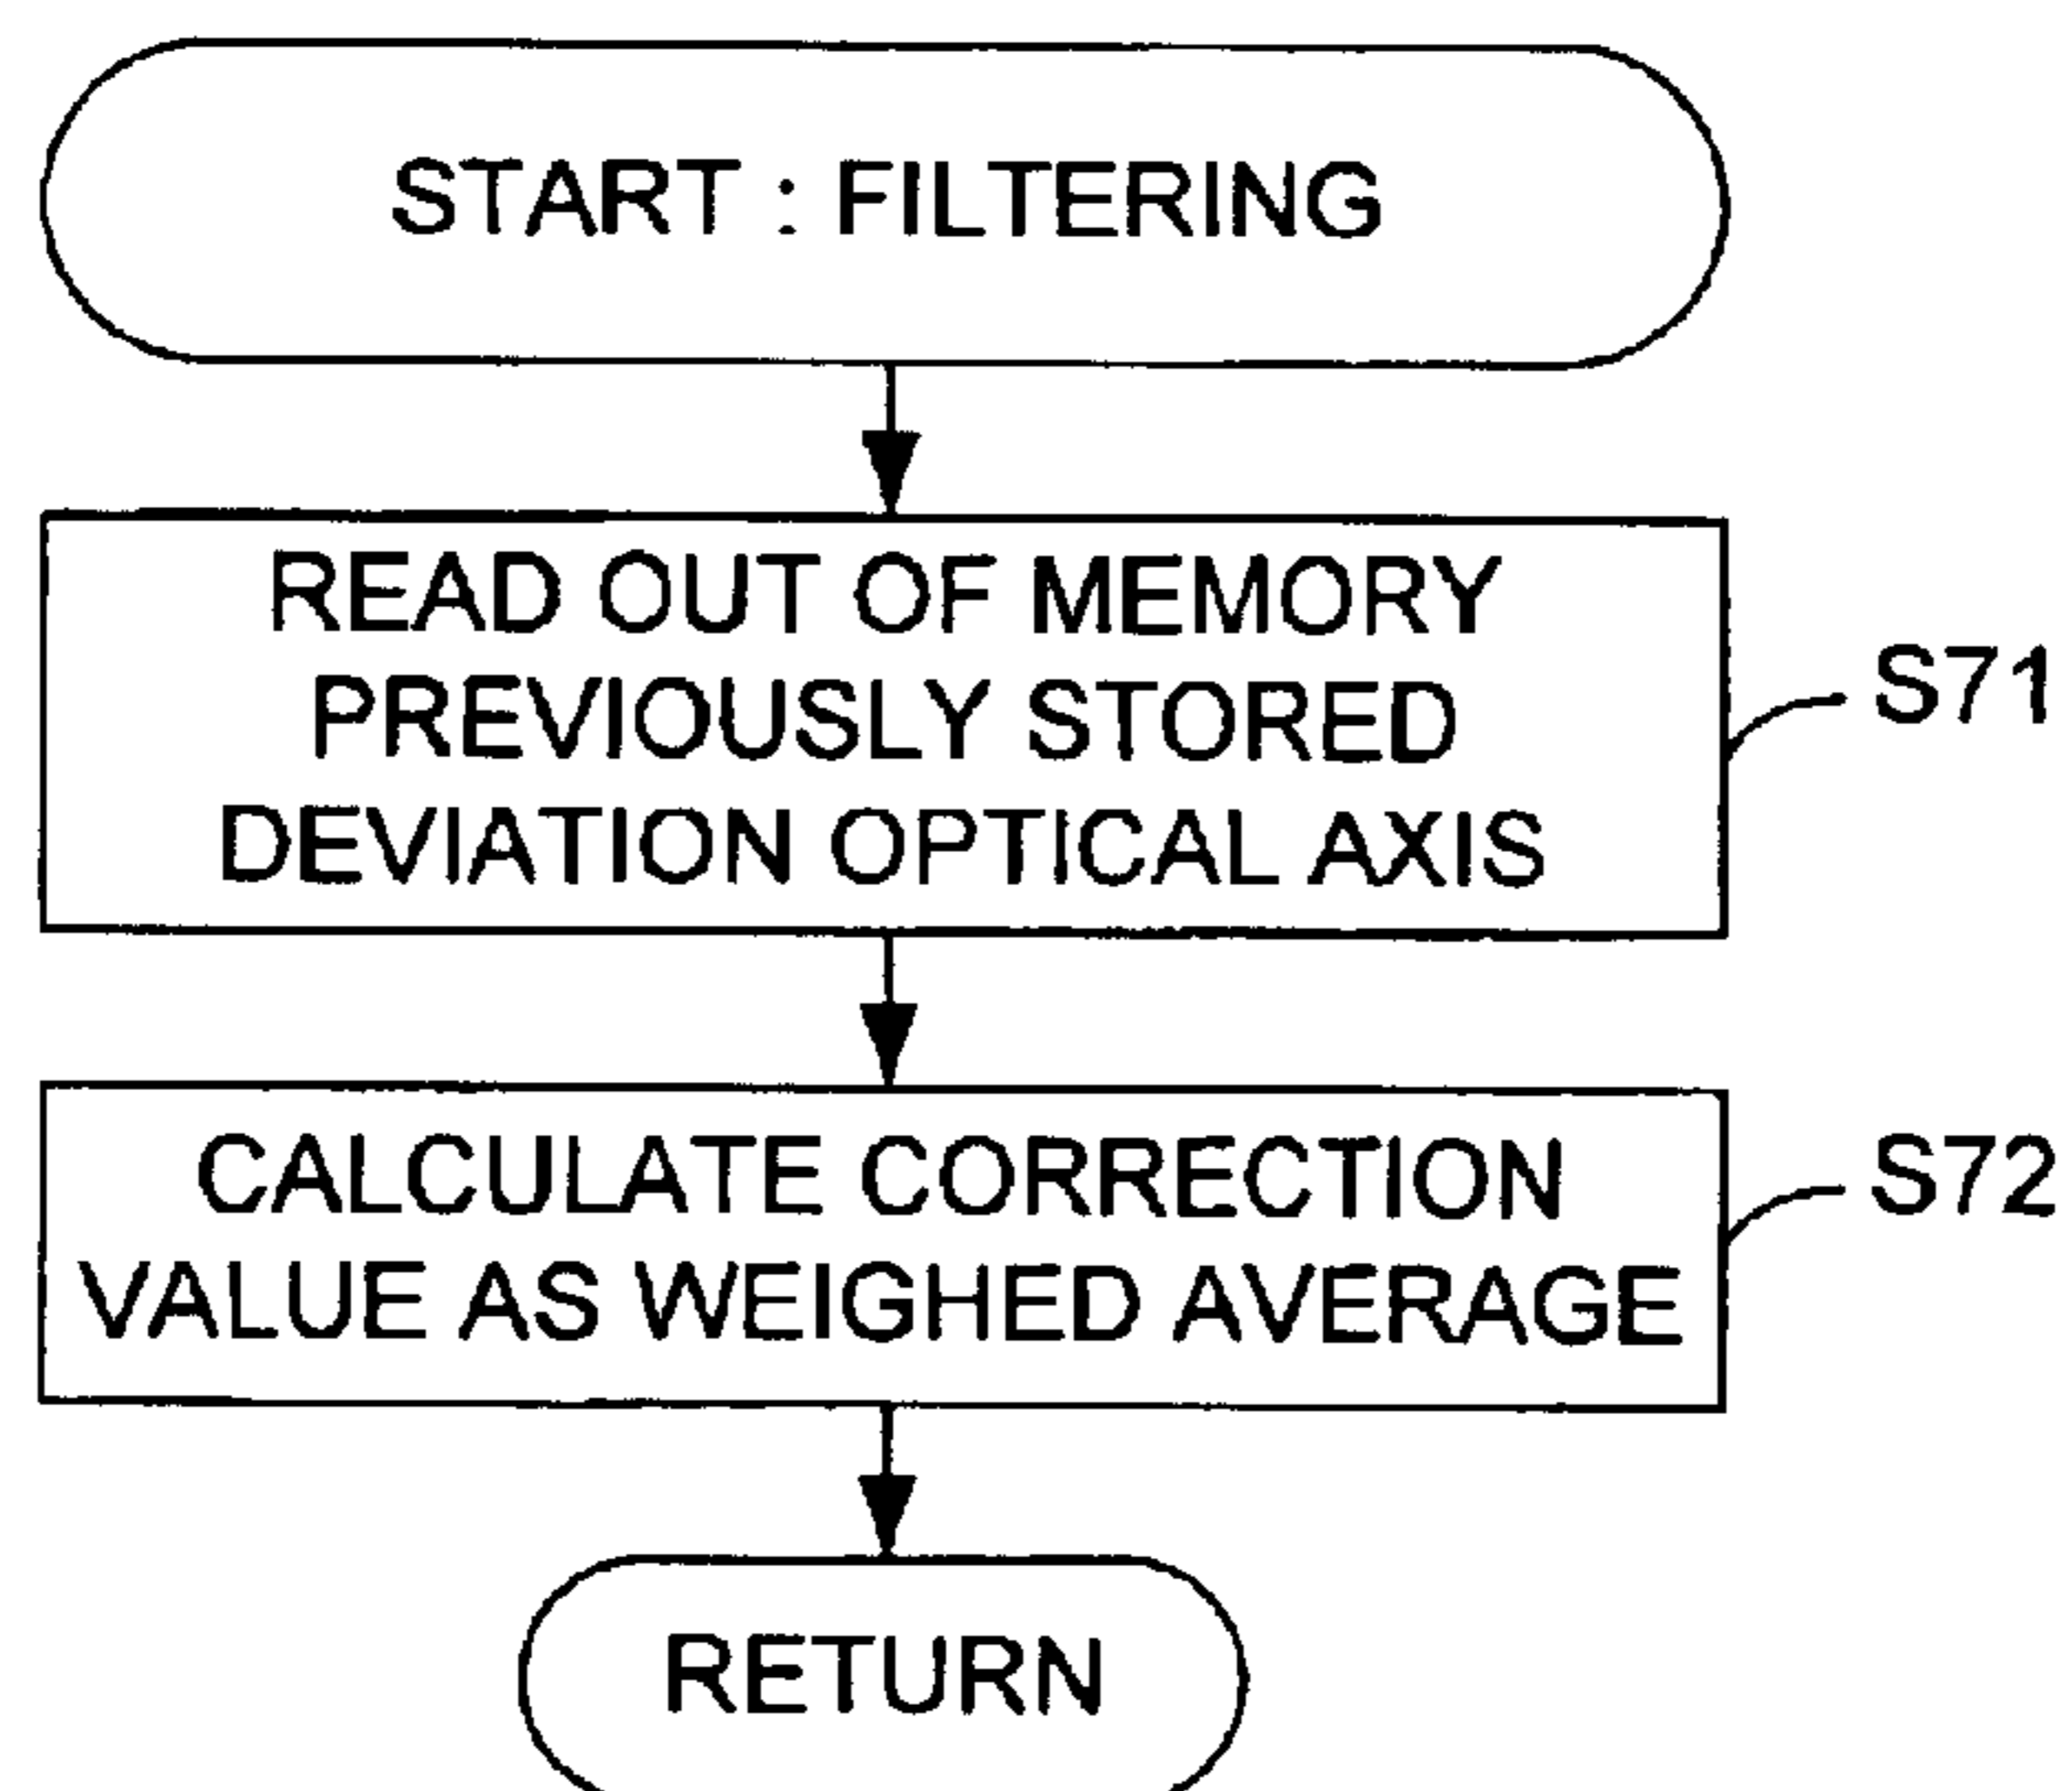 START : FILTERING
READ OUT OF MEMORY
PREVIOUSLY STORED
DEVIATION OPTICAL AXIS
S71
CALCULATE CORRECTION
VALUE AS WEIGHED AVERAGE
S72
RETURN